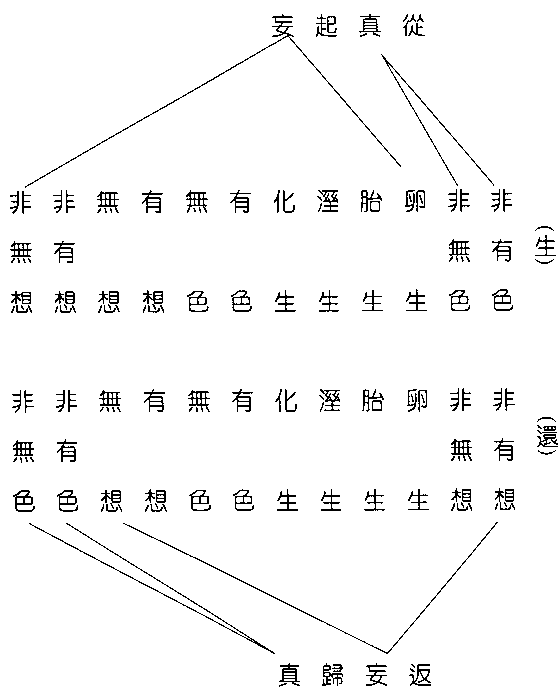 從真起妄
(生)
非有色
非無色
卵生
胎生
溼生
化生
有色
無色
有想
無想
非有想
非無想
(還)
非有想
非無想
卵生
胎生
溼生
化生
有色
無色
有想
無想
非有色
非無色
返妄歸真